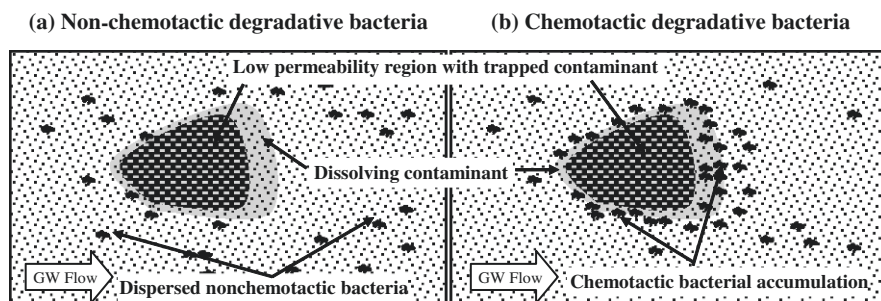 (a) Non-chemotactic degradative bacteria
(b) Chemotactic degradative bacteria
Low permeability region with trapped contaminant
Dissolving contaminant
GW Flow
Dispersed nonchemotactic bacteria
GW Flow
Chemotactic bacterial accumulation